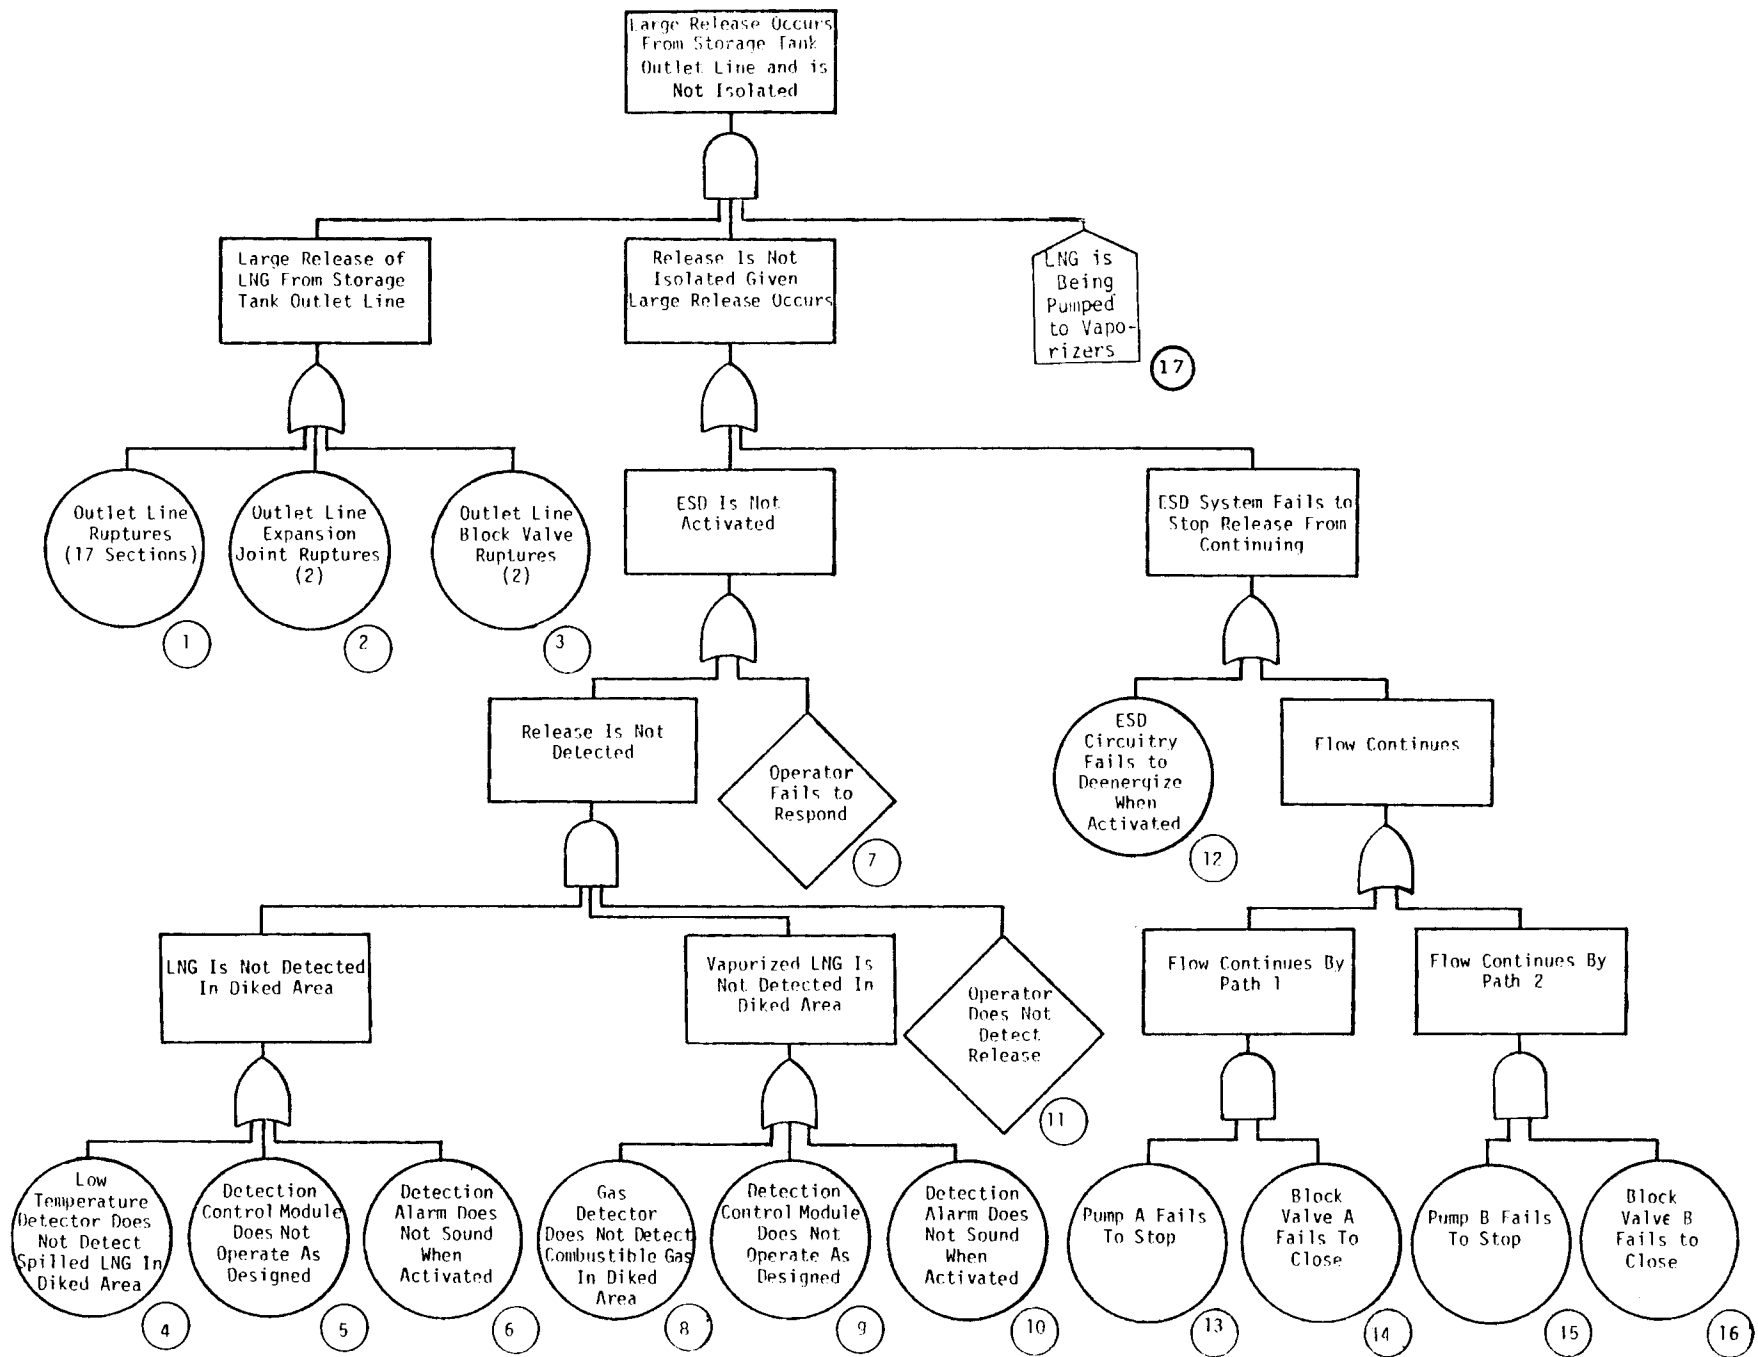 Large Release Occurs
From Storage Tank
Outlet Line and is
Not Isolated
Large Release of
LNG From Storage
Tank Outlet Line
Release Is Not
Isolated Given
Large Release Occurs
LNG is
Being
Pumped
to Vapo-
rizers
17
Outlet Line
Ruptures
(17 Sections)
1
Outlet Line
Expansion
Joint Ruptures
(2)
2
Outlet Line
Block Valve
Ruptures
(2)
3
ESD Is Not
Activated
ESD System Fails to
Stop Release From
Continuing
Release Is Not
Detected
Operator
Fails to
Respond
7
ESD
Circuitry
Fails to
Deenergize
When
Activated
12
Flow Continues
LNG Is Not Detected
In Diked Area
Vaporized LNG Is
Not Detected In
Diked Area
Operator
Does Not
Detect
Release
11
Flow Continues By
Path 1
Flow Continues By
Path 2
Low
Temperature
Detector Does
Not Detect
Spilled LNG In
Diked Area
4
Detection
Control Module
Does Not
Operate As
Designed
5
Detection
Alarm Does
Not Sound
When
Activated
6
Gas
Detector
Does Not Detect
Combustible Gas
In Diked
Area
8
Detection
Control Module
Does Not
Operate As
Designed
9
Detection
Alarm Does
Not Sound
When
Activated
10
Pump A Fails
To Stop
13
Block
Valve A
Fails To
Close
14
Pump B Fails
To Stop
15
Block
Valve B
Fails to
Close
16